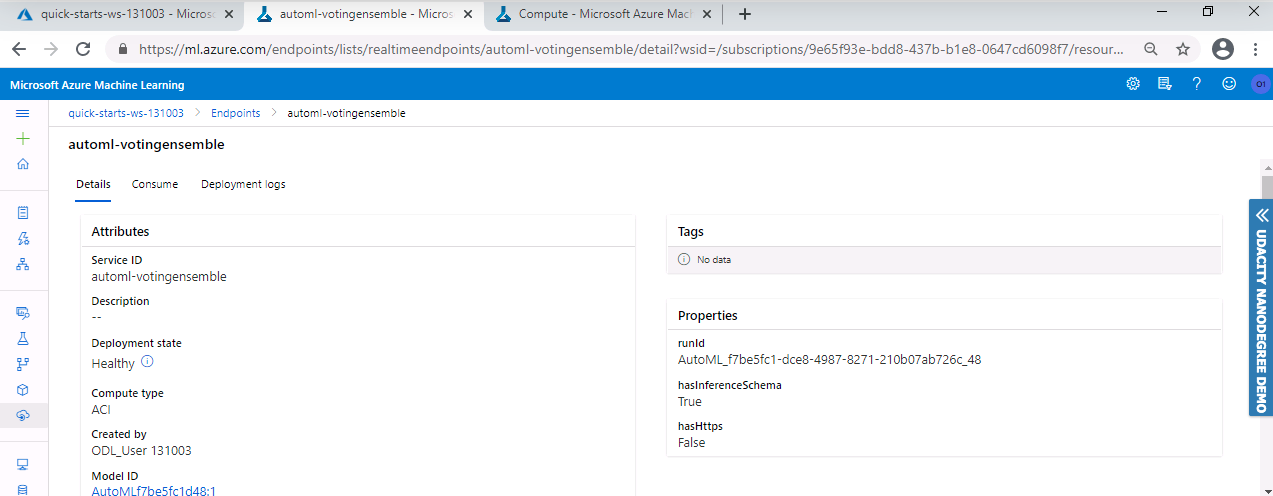 quick-starts-ws-131003 - Microso
automl-votingensemble - Micros
Compute - Microsoft Azure Mach
https://ml.azure.com/endpoints/lists/realtimeendpoints/automl-votingensemble/detail?wsid=/subscriptions/9e65f93e-bdd8-437b-b1e8-0647cd6098f7/resour...
Microsoft Azure Machine Learning
O1
quick-starts-ws-131003 > Endpoints > automl-votingensemble
automl-votingensemble
Details Consume Deployment logs
Attributes
Service ID
automl-votingensemble
Description
--
Deployment state
Healthy
Compute type
ACI
Created by
ODL_User 131003
Model ID
AutoMLf7be5fc1d48:1
Tags
No data
Properties
runId
AutoML_f7be5fc1-dce8-4987-8271-210b07ab726c_48
hasInferenceSchema
True
hasHttps
False
UDACITY NANODEGREE DEMO